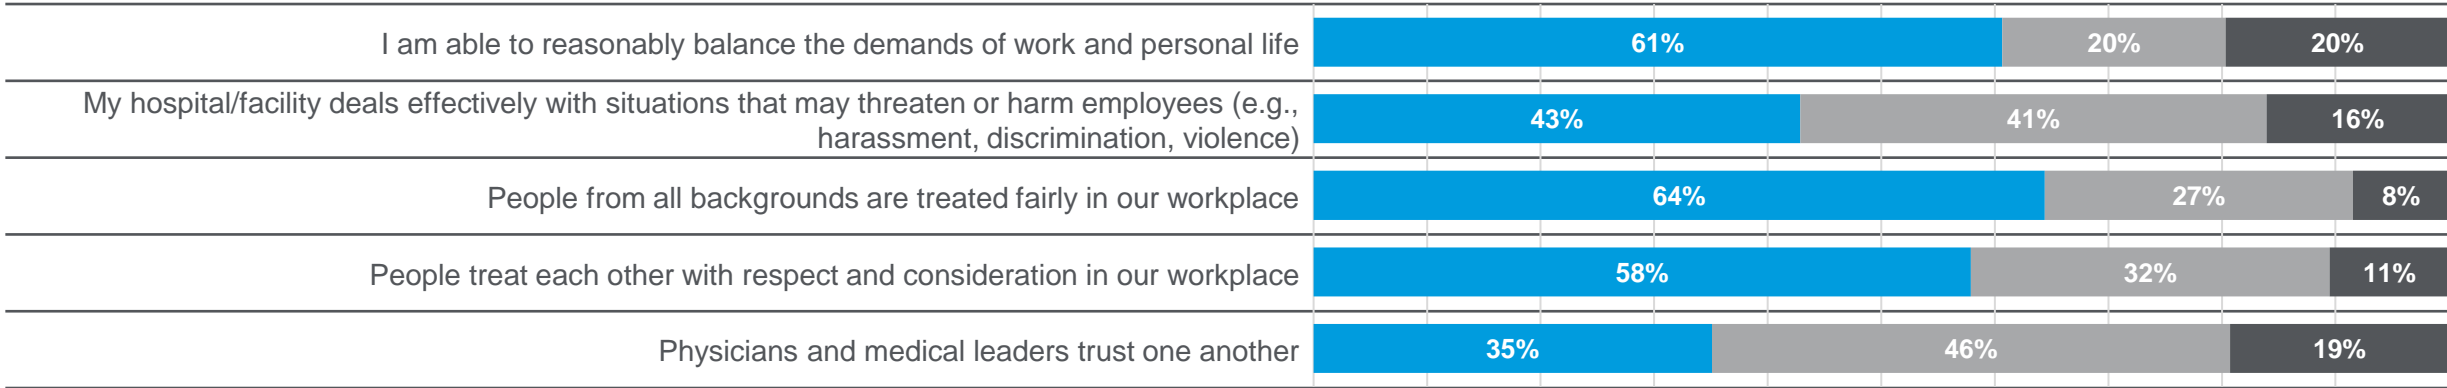 I am able to reasonably balance the demands of work and personal life 61% 20% 20%
My hospital/facility deals effectively with situations that may threaten or harm employees (e.g.,
harassment, discrimination, violence) 43% 41% 16%
People from all backgrounds are treated fairly in our workplace 64% 27% 8%
People treat each other with respect and consideration in our workplace 58% 32% 11%
Physicians and medical leaders trust one another 35% 46% 19%